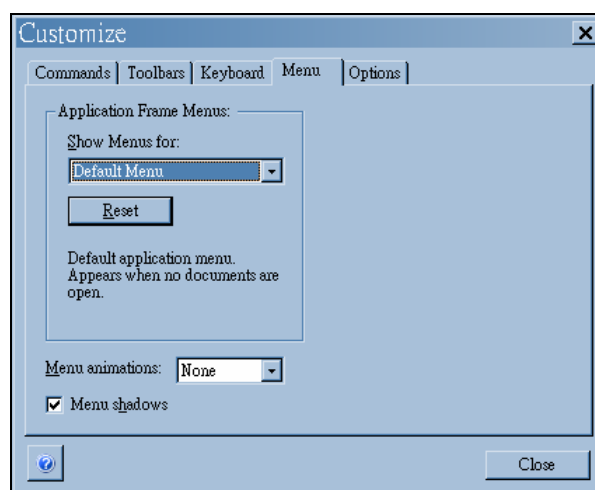 Customize
Commands Toolbars Keyboard Menu Options
Application Frame Menus:
Show Menus for:
Default Menu
Reset
Default application menu.
Appears when no documents are
open.
Menu animations: None
Menu shadows
Close